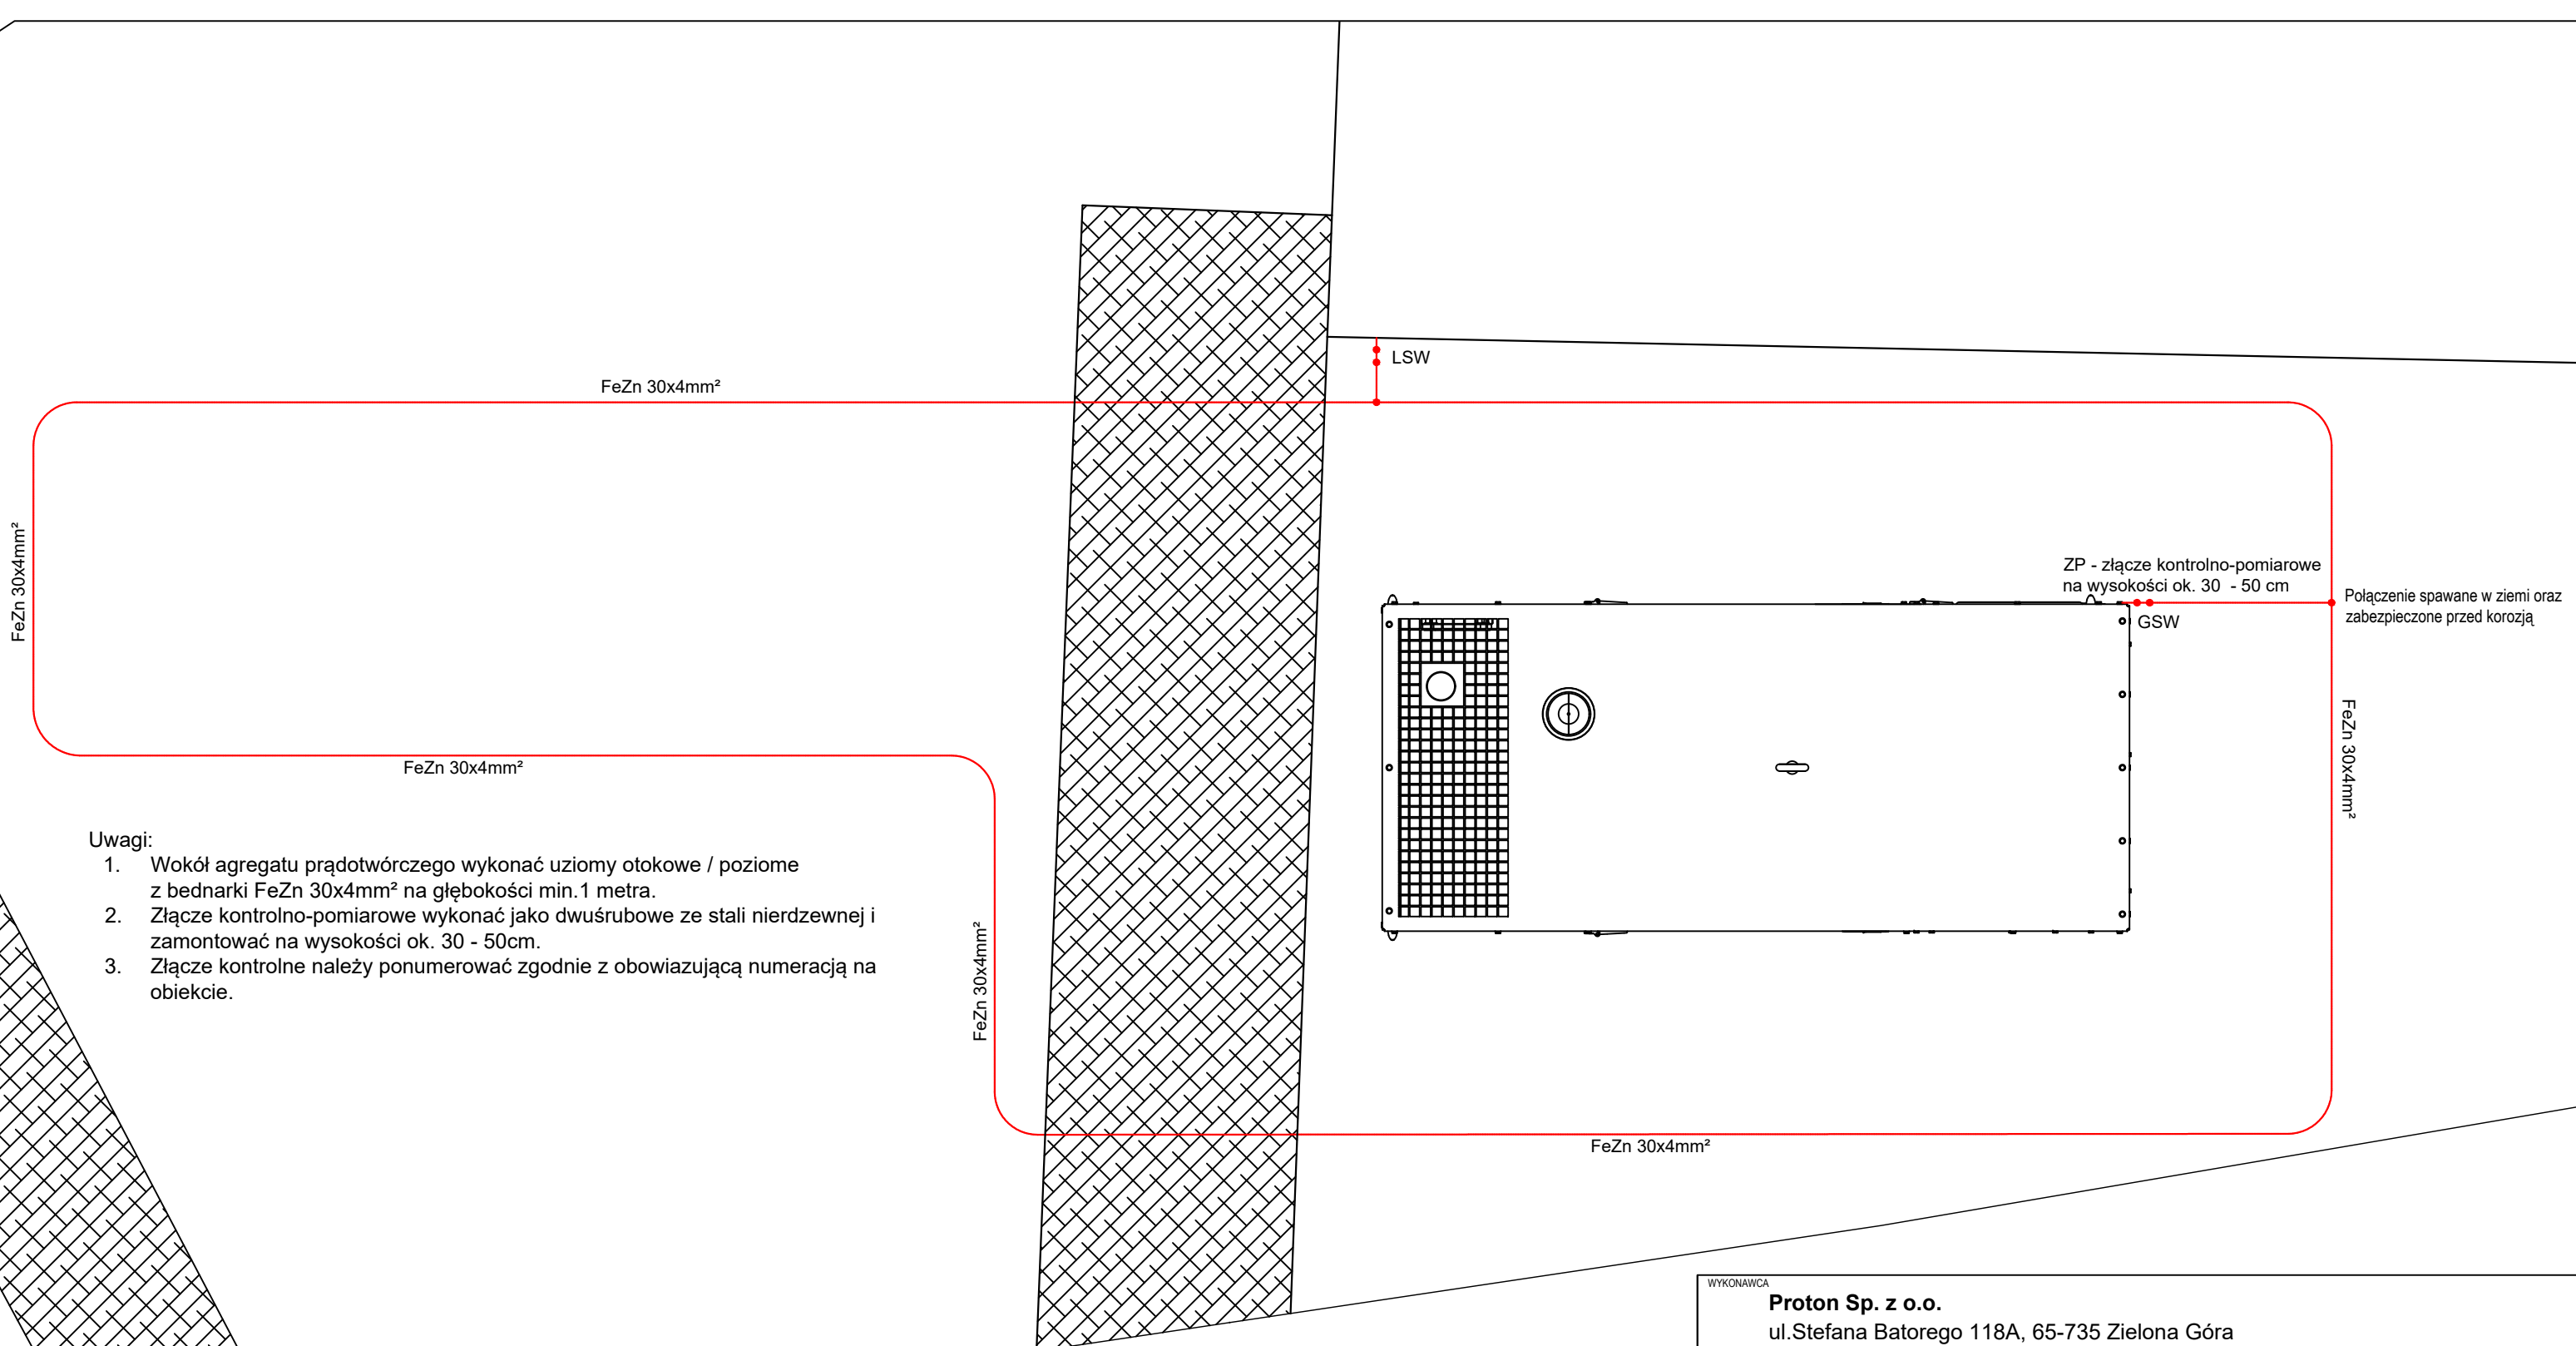 FeZn 30x4mm²
LSW
FeZn 30x4mm²
ZP - złącze kontrolno-pomiarowe
na wysokości ok. 30 - 50 cm
GSW
Połączenie spawane w ziemi oraz
zabezpieczone przed korozją
FeZn 30x4mm²
FeZn 30x4mm²
Uwagi:
1. Wokół agregatu prądotwórczego wykonać uziomy otokowe / poziome
z bednarki FeZn 30x4mm² na głębokości min.1 metra.
2. Złącze kontrolno-pomiarowe wykonać jako dwuśrubowe ze stali nierdzewnej i
zamontować na wysokości ok. 30 - 50cm.
3. Złącze kontrolne należy ponumerować zgodnie z obowiazującą numeracją na
obiekcie.
FeZn 30x4mm²
FeZn 30x4mm²
WYKONAWCA
Proton Sp. z o.o.
ul.Stefana Batorego 118A, 65-735 Zielona Góra